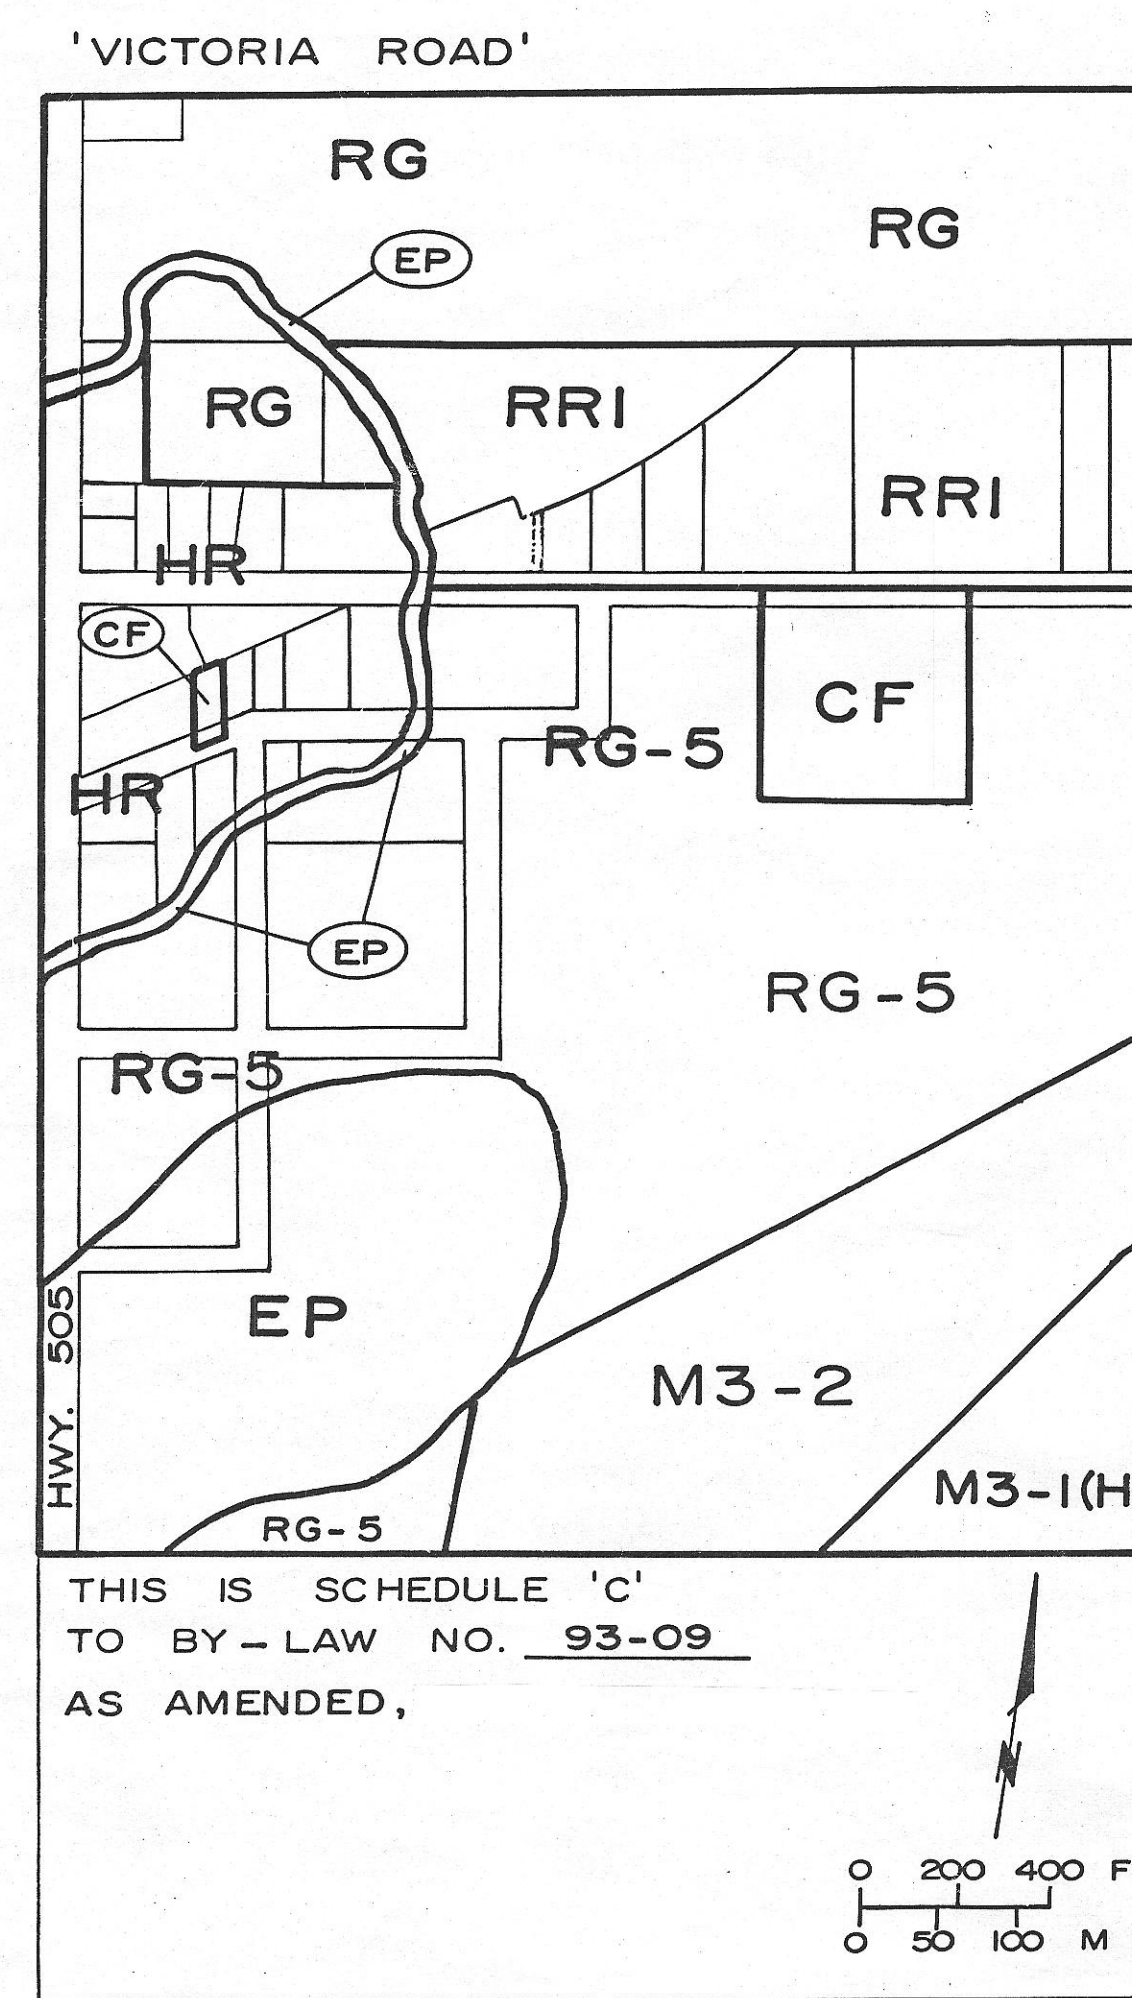 'VICTORIA ROAD'
RG
RG
EP
RG
RR1
RR1
HR
CF
CF
RG-5
HR
EP
RG-5
RG-5
EP
HWY. 505
M3-2
M3-1(H
RG-5
THIS IS SCHEDULE 'C'
TO BY-LAW NO. 93-09
AS AMENDED,
N
0 200 400 F
0 50 100 M